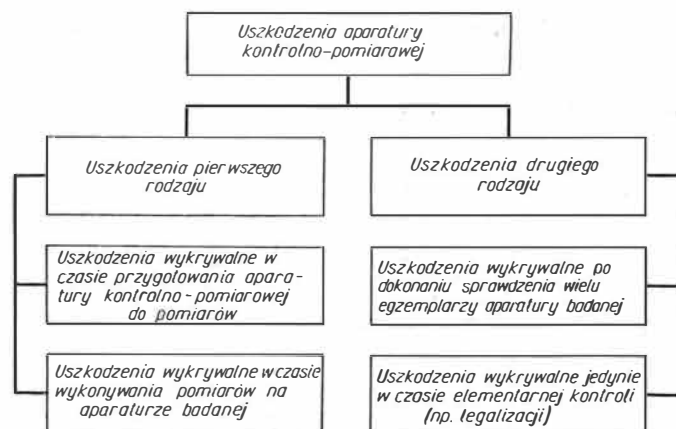 Uszkodzenia aparatury
kontrolno-pomiarawej
Uszkodzenia pierwszego
rodzaju
Uszkodzenia drugiego
rodzaju
Uszkodzenia wykrywalne w
czasie przygotowania apara-
tury kontrolno-pomiarowej
do pomiarów
Uszkodzenia wykrywalne po
dokonaniu sprawdzenia wielu
egzemplarzy aparatury badanej
Uszkodzenia wykrywalne w czasie
wykonywania pomiarów na
aparaturze badanej
Uszkodzenia wykrywalne jedynie
w czasie elementarnej kontroli
(np. legalizacji)